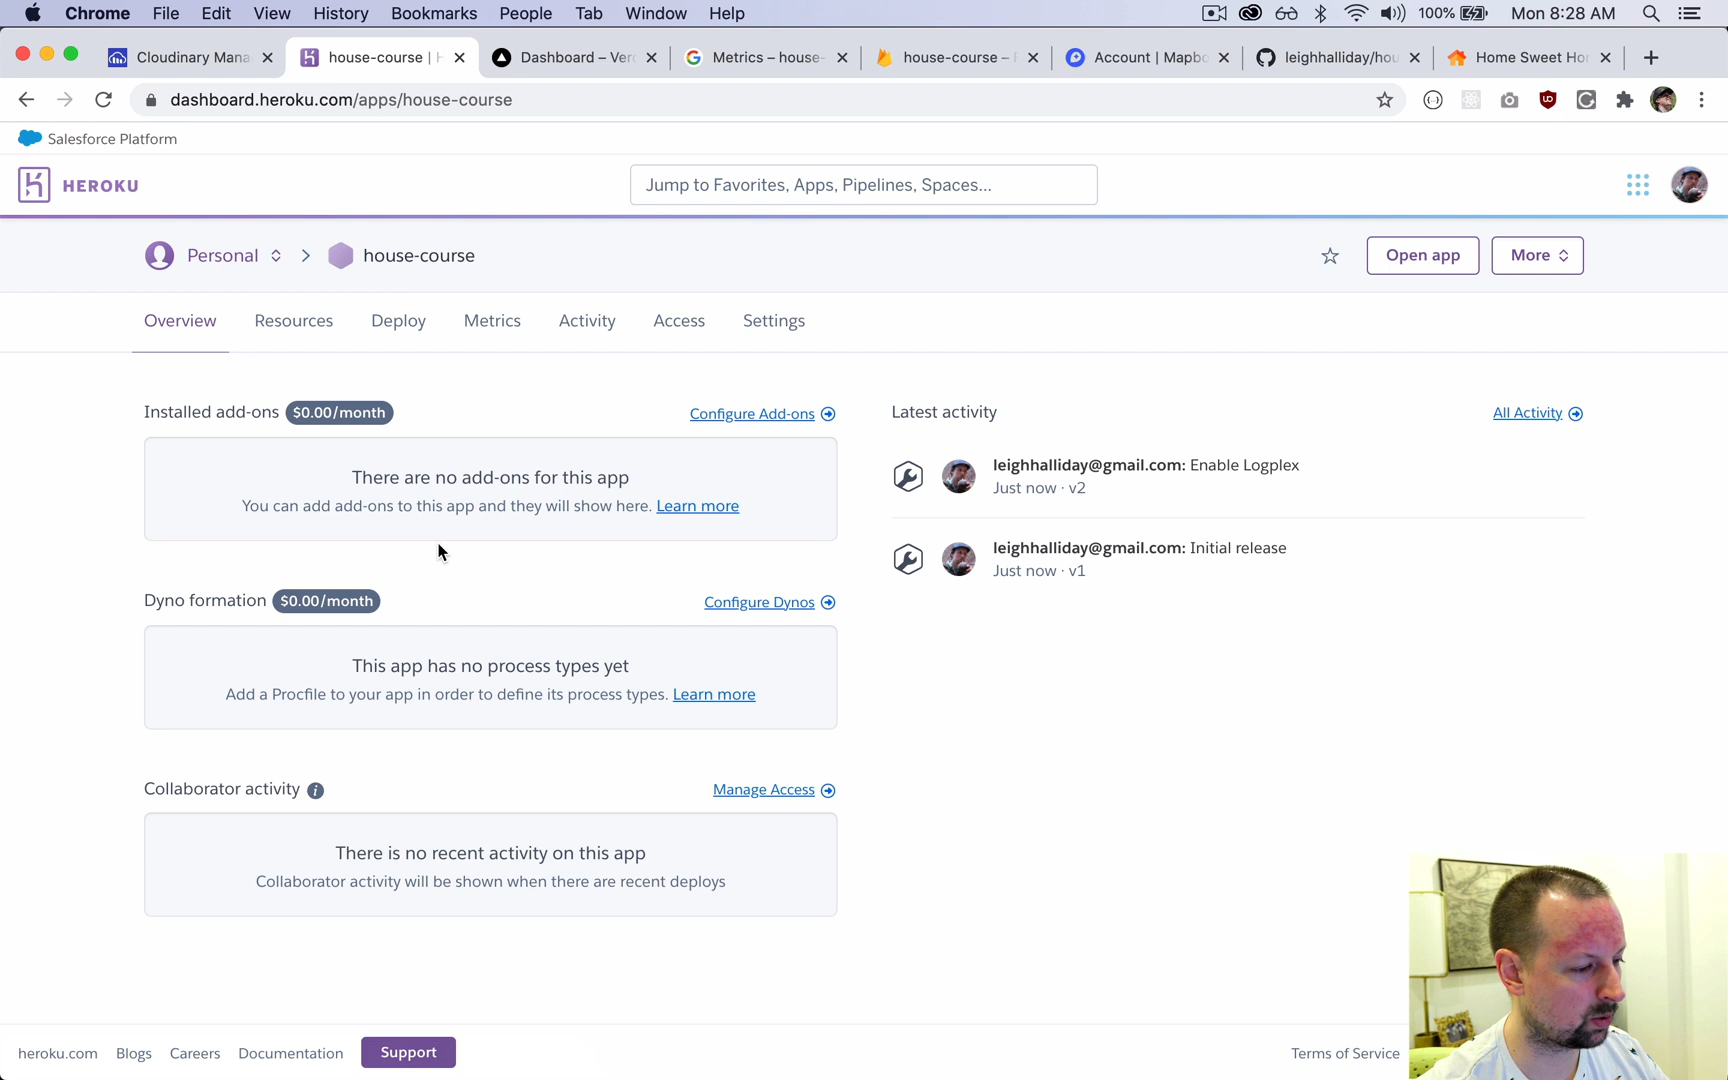 Chrome File Edit View History Bookmarks People Tab Window Help 100% Mon 8:28 AM
Cloudinary Mana house-course | H Dashboard – Verc Metrics – house- house-course – F Account | Mapbo leighhalliday/hou Home Sweet Hor
dashboard.heroku.com/apps/house-course
Salesforce Platform
HEROKU Jump to Favorites, Apps, Pipelines, Spaces...
Personal house-course Open app More
Overview Resources Deploy Metrics Activity Access Settings
Installed add-ons $0.00/month Configure Add-ons
There are no add-ons for this app
You can add add-ons to this app and they will show here. Learn more
Dyno formation $0.00/month Configure Dynos
This app has no process types yet
Add a Procfile to your app in order to define its process types. Learn more
Collaborator activity Manage Access
There is no recent activity on this app
Collaborator activity will be shown when there are recent deploys
Latest activity All Activity
leighhalliday@gmail.com: Enable Logplex
Just now · v2
leighhalliday@gmail.com: Initial release
Just now · v1
heroku.com Blogs Careers Documentation Support Terms of Service